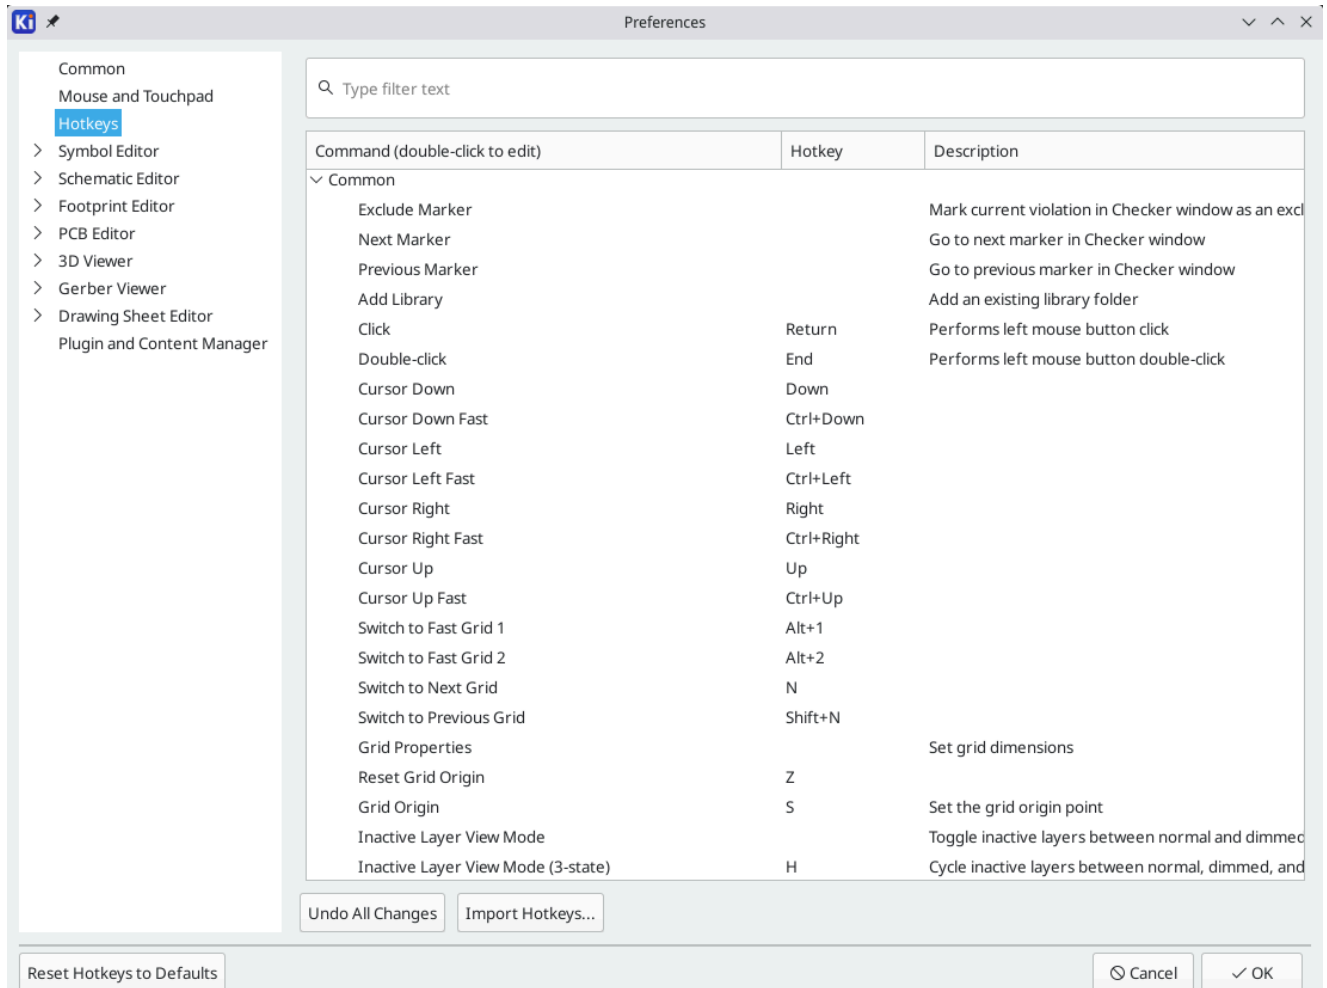 Ki Preferences
Common
Mouse and Touchpad
Hotkeys
Symbol Editor
Schematic Editor
Footprint Editor
PCB Editor
3D Viewer
Gerber Viewer
Drawing Sheet Editor
Plugin and Content Manager
Type filter text
Command (double-click to edit) Hotkey Description
Common
Exclude Marker Mark current violation in Checker window as an excl
Next Marker Go to next marker in Checker window
Previous Marker Go to previous marker in Checker window
Add Library Add an existing library folder
Click Return Performs left mouse button click
Double-click End Performs left mouse button double-click
Cursor Down Down
Cursor Down Fast Ctrl+Down
Cursor Left Left
Cursor Left Fast Ctrl+Left
Cursor Right Right
Cursor Right Fast Ctrl+Right
Cursor Up Up
Cursor Up Fast Ctrl+Up
Switch to Fast Grid 1 Alt+1
Switch to Fast Grid 2 Alt+2
Switch to Next Grid N
Switch to Previous Grid Shift+N
Grid Properties Set grid dimensions
Reset Grid Origin Z
Grid Origin S Set the grid origin point
Inactive Layer View Mode Toggle inactive layers between normal and dimmed
Inactive Layer View Mode (3-state) H Cycle inactive layers between normal, dimmed, and
Undo All Changes Import Hotkeys...
Reset Hotkeys to Defaults Cancel OK